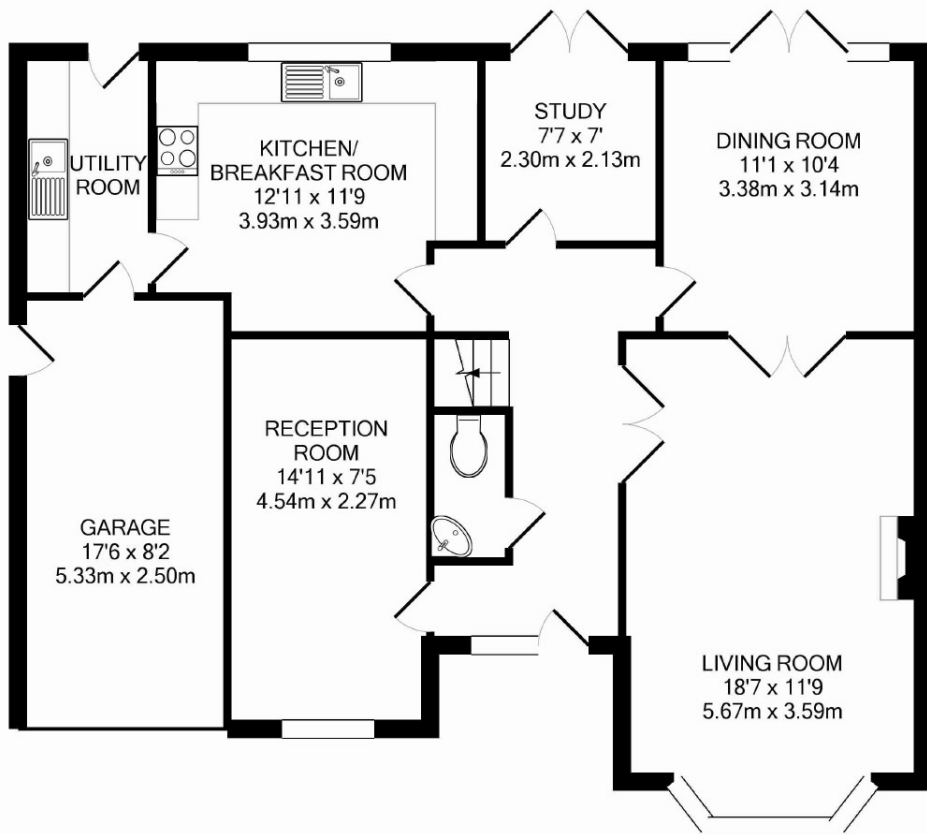 UTILITY
ROOM
KITCHEN/
BREAKFAST ROOM
12'11 x 11'9
3.93m x 3.59m
STUDY
7'7 x 7'
2.30m x 2.13m
DINING ROOM
11'1 x 10'4
3.38m x 3.14m
RECEPTION
ROOM
14'11 x 7'5
4.54m x 2.27m
GARAGE
17'6 x 8'2
5.33m x 2.50m
LIVING ROOM
18'7 x 11'9
5.67m x 3.59m